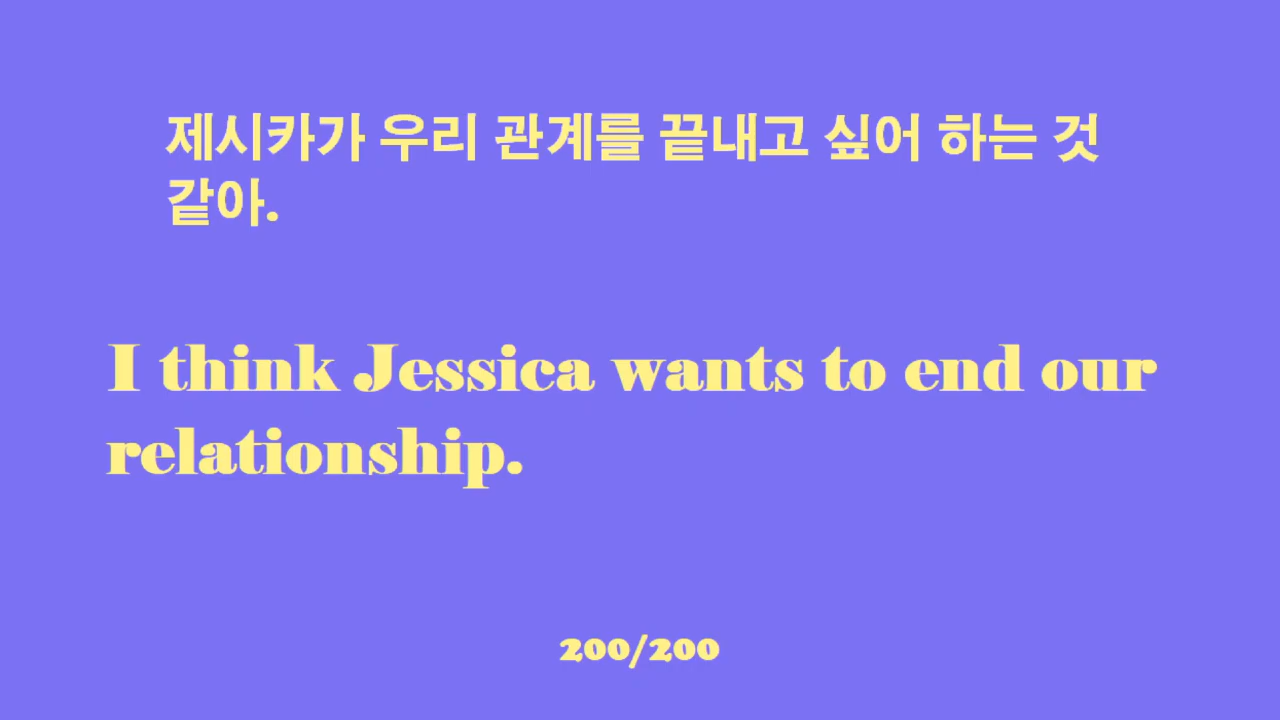 제시카가 우리 관계를 끝내고 싶어 하는 것
같아.
I think Jessica wants to end our
relationship.
200/200